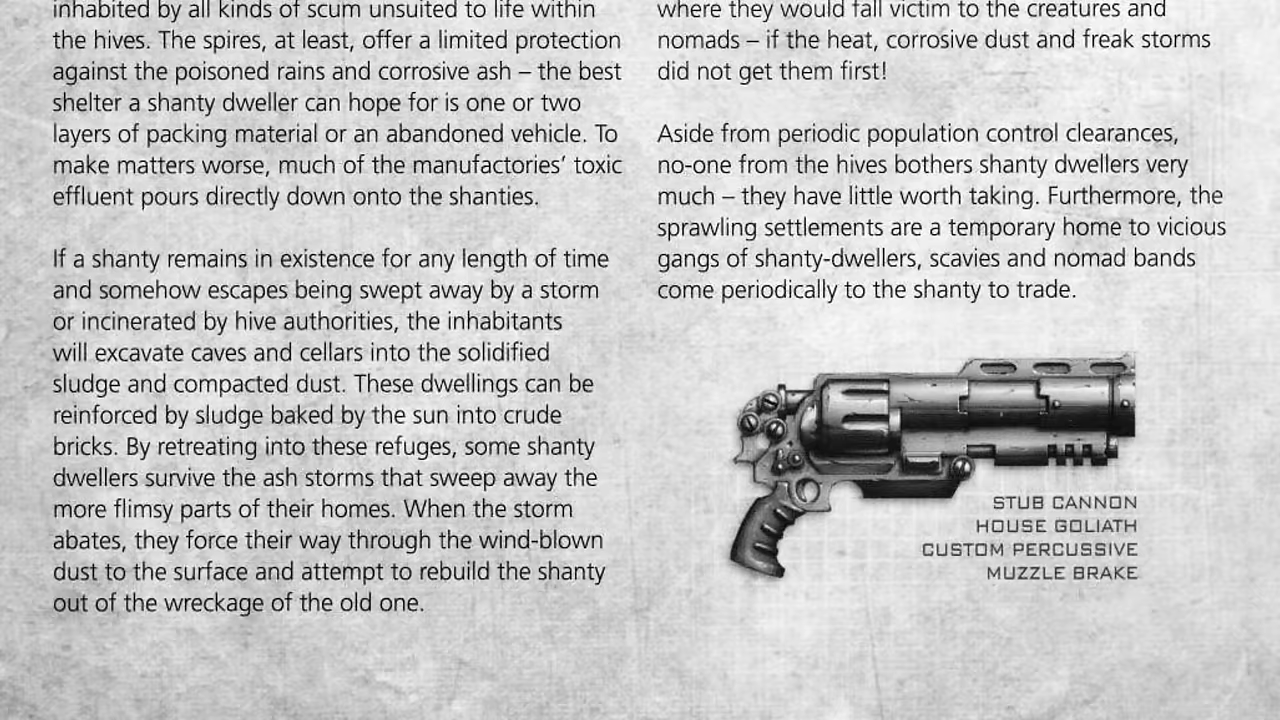 inhabited by all kinds of scum unsuited to life within
the hives. The spires, at least, offer a limited protection
against the poisoned rains and corrosive ash – the best
shelter a shanty dweller can hope for is one or two
layers of packing material or an abandoned vehicle. To
make matters worse, much of the manufactories’ toxic
effluent pours directly down onto the shanties.

If a shanty remains in existence for any length of time
and somehow escapes being swept away by a storm
or incinerated by hive authorities, the inhabitants
will excavate caves and cellars into the solidified
sludge and compacted dust. These dwellings can be
reinforced by sludge baked by the sun into crude
bricks. By retreating into these refuges, some shanty
dwellers survive the ash storms that sweep away the
more flimsy parts of their homes. When the storm
abates, they force their way through the wind-blown
dust to the surface and attempt to rebuild the shanty
out of the wreckage of the old one.

where they would fall victim to the creatures and
nomads – if the heat, corrosive dust and freak storms
did not get them first!

Aside from periodic population control clearances,
no-one from the hives bothers shanty dwellers very
much – they have little worth taking. Furthermore, the
sprawling settlements are a temporary home to vicious
gangs of shanty-dwellers, scavies and nomad bands
come periodically to the shanty to trade.

STUB CANNON
HOUSE GOLIATH
CUSTOM PERCUSSIVE
MUZZLE BRAKE